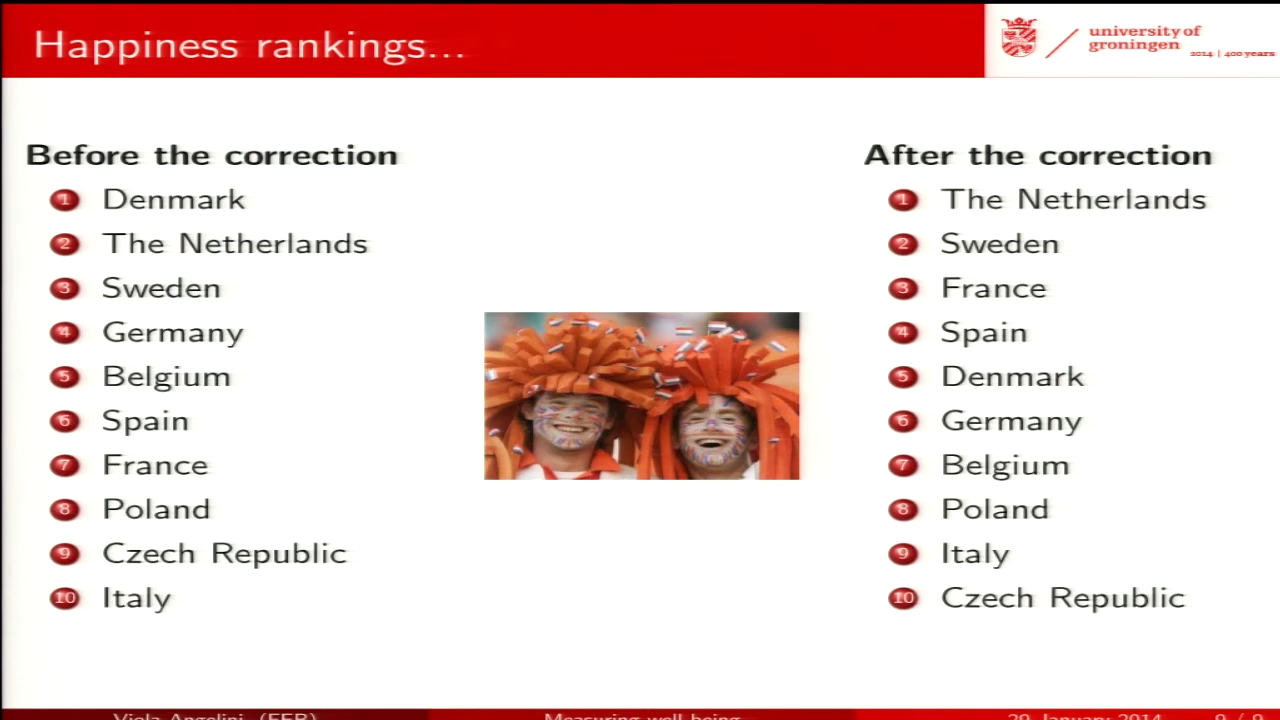 Happiness rankings...
university of
groningen
2014 | 400 years
Before the correction
1 Denmark
2 The Netherlands
3 Sweden
4 Germany
5 Belgium
6 Spain
7 France
8 Poland
9 Czech Republic
10 Italy
After the correction
1 The Netherlands
2 Sweden
3 France
4 Spain
5 Denmark
6 Germany
7 Belgium
8 Poland
9 Italy
10 Czech Republic
Viola Angelini (FEB) Measuring well-being 29 January 2014 9 / 9